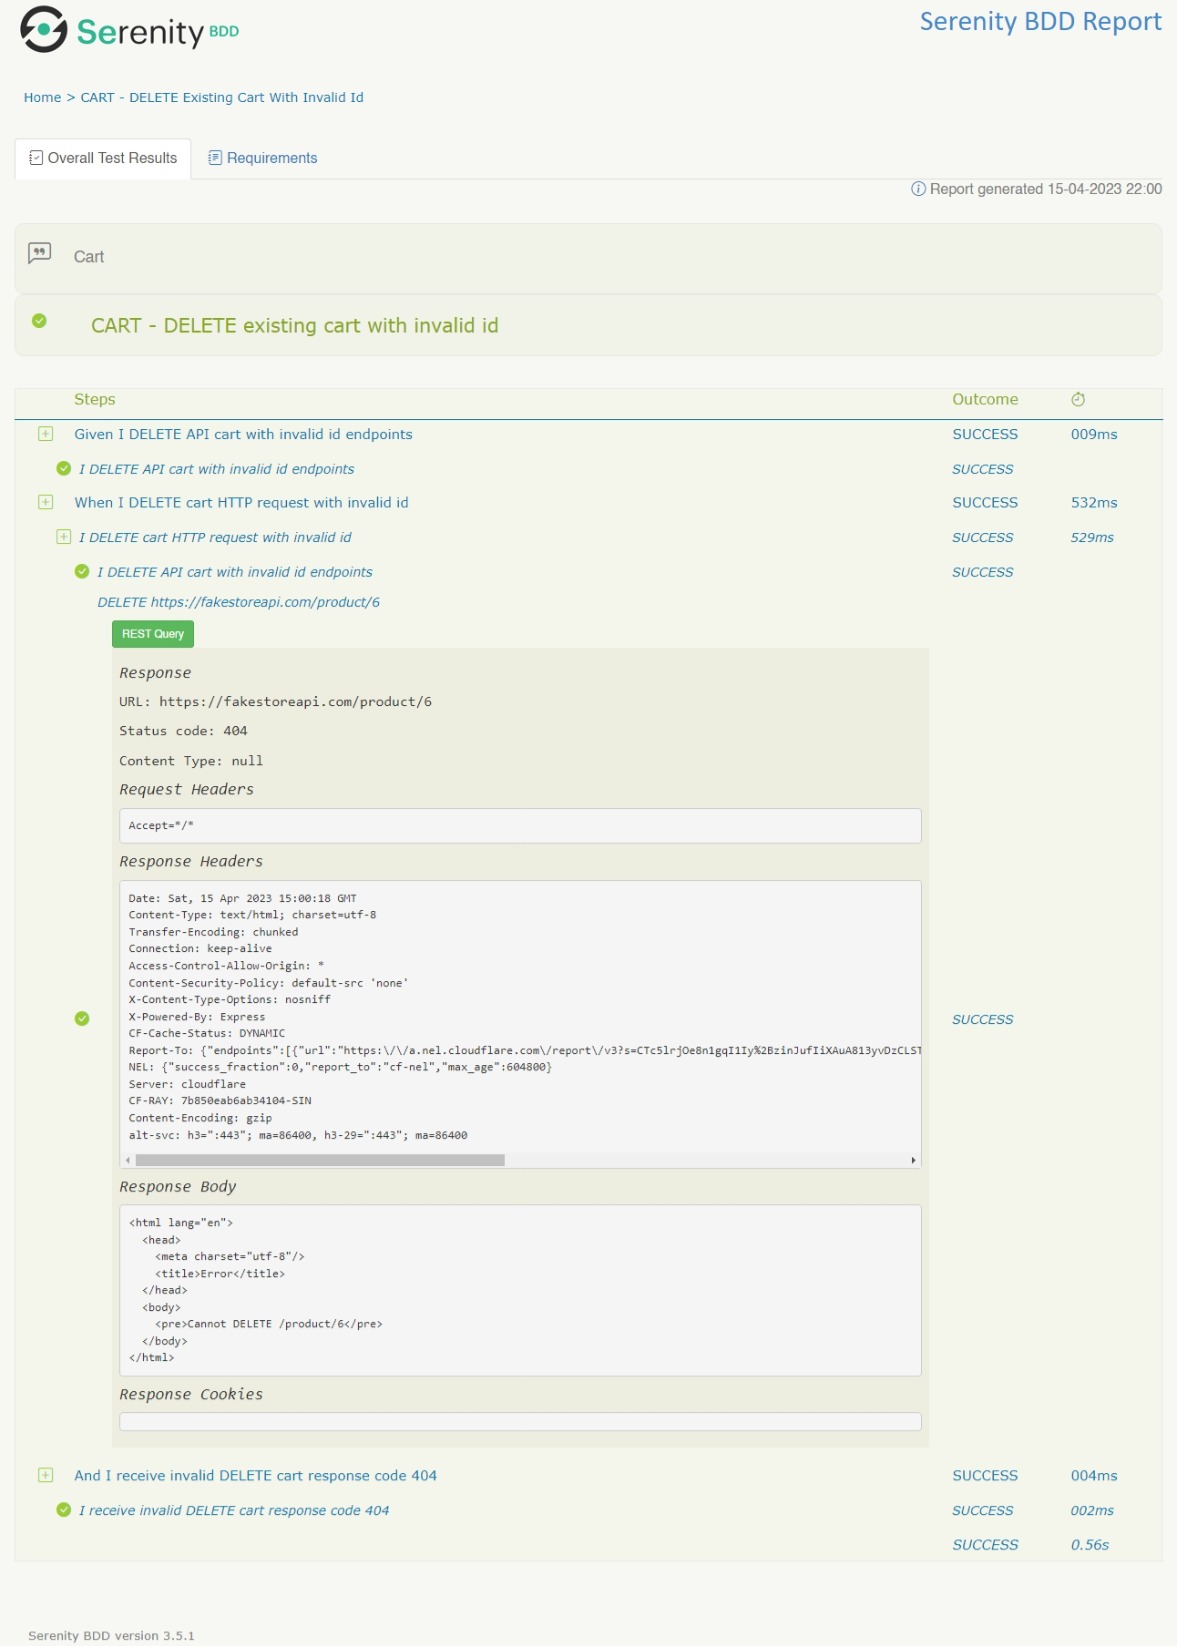 Serenity BDD
Serenity BDD Report
Home > CART - DELETE Existing Cart With Invalid Id
Overall Test Results
Requirements
Report generated 15-04-2023 22:00
Cart
CART - DELETE existing cart with invalid id
Steps Outcome
Given I DELETE API cart with invalid id endpoints SUCCESS 009ms
I DELETE API cart with invalid id endpoints SUCCESS
When I DELETE cart HTTP request with invalid id SUCCESS 532ms
I DELETE cart HTTP request with invalid id SUCCESS 529ms
I DELETE API cart with invalid id endpoints SUCCESS
DELETE https://fakestoreapi.com/product/6
REST Query
Response
URL: https://fakestoreapi.com/product/6
Status code: 404
Content Type: null
Request Headers
Accept=*/*
Response Headers
Date: Sat, 15 Apr 2023 15:00:18 GMT
Content-Type: text/html; charset=utf-8
Transfer-Encoding: chunked
Connection: keep-alive
Access-Control-Allow-Origin: *
Content-Security-Policy: default-src 'none'
X-Content-Type-Options: nosniff
X-Powered-By: Express
CF-Cache-Status: DYNAMIC
Report-To: {"endpoints":[{"url":"https:\/\/a.nel.cloudflare.com\/report\/v3?s=
NEL: {"success_fraction":0,"report_to":"cf-nel","max_age":604800}
Server: cloudflare
CF-RAY: 7b850eab6ab34104-SIN
Content-Encoding: gzip
alt-svc: h3=":443"; ma=86400, h3-29=":443"; ma=86400
SUCCESS
Response Body
<html lang="en">
<head>
<meta charset="utf-8"/>
<title>Error</title>
</head>
<body>
<pre>Cannot DELETE /product/6</pre>
</body>
</html>
Response Cookies
And I receive invalid DELETE cart response code 404 SUCCESS 004ms
I receive invalid DELETE cart response code 404 SUCCESS 002ms
SUCCESS 0.56s
Serenity BDD version 3.5.1